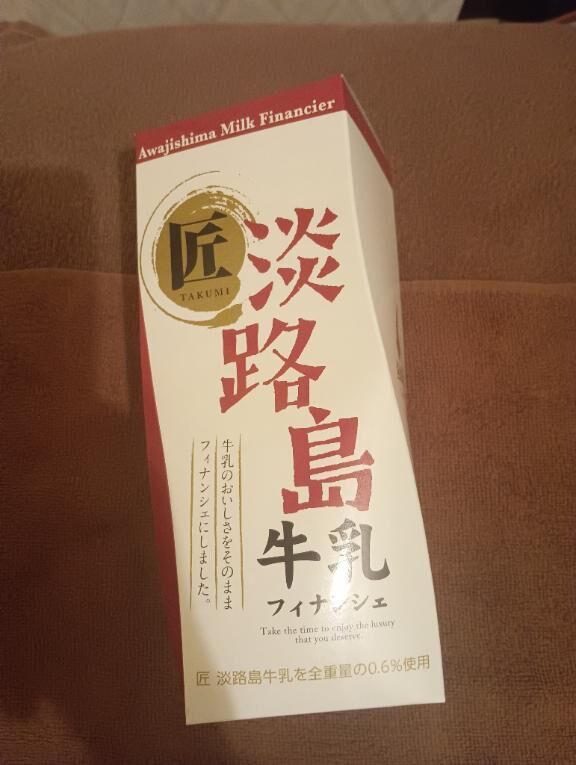 Awajishima Milk Financier
匠
TAKUMI
淡路島
牛乳
フィナンシェ
牛乳のおいしさをそのまま
フィナンシェにしました。
Take the time to enjoy the luxury
that you deserve.
匠 淡路島牛乳を全重量の0.6%使用